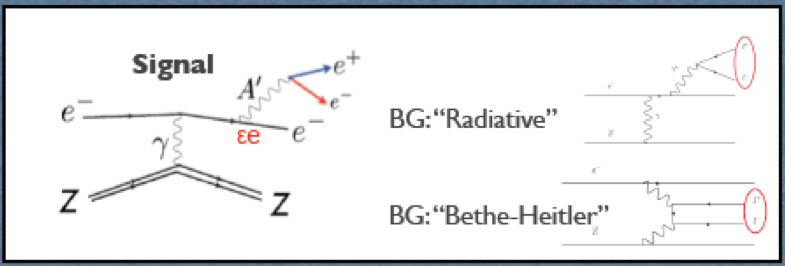 Signal
e⁻
A′
e⁺
e⁻
εe
e⁻
γ
Z
Z
BG:“Radiative”
BG:“Bethe-Heitler”